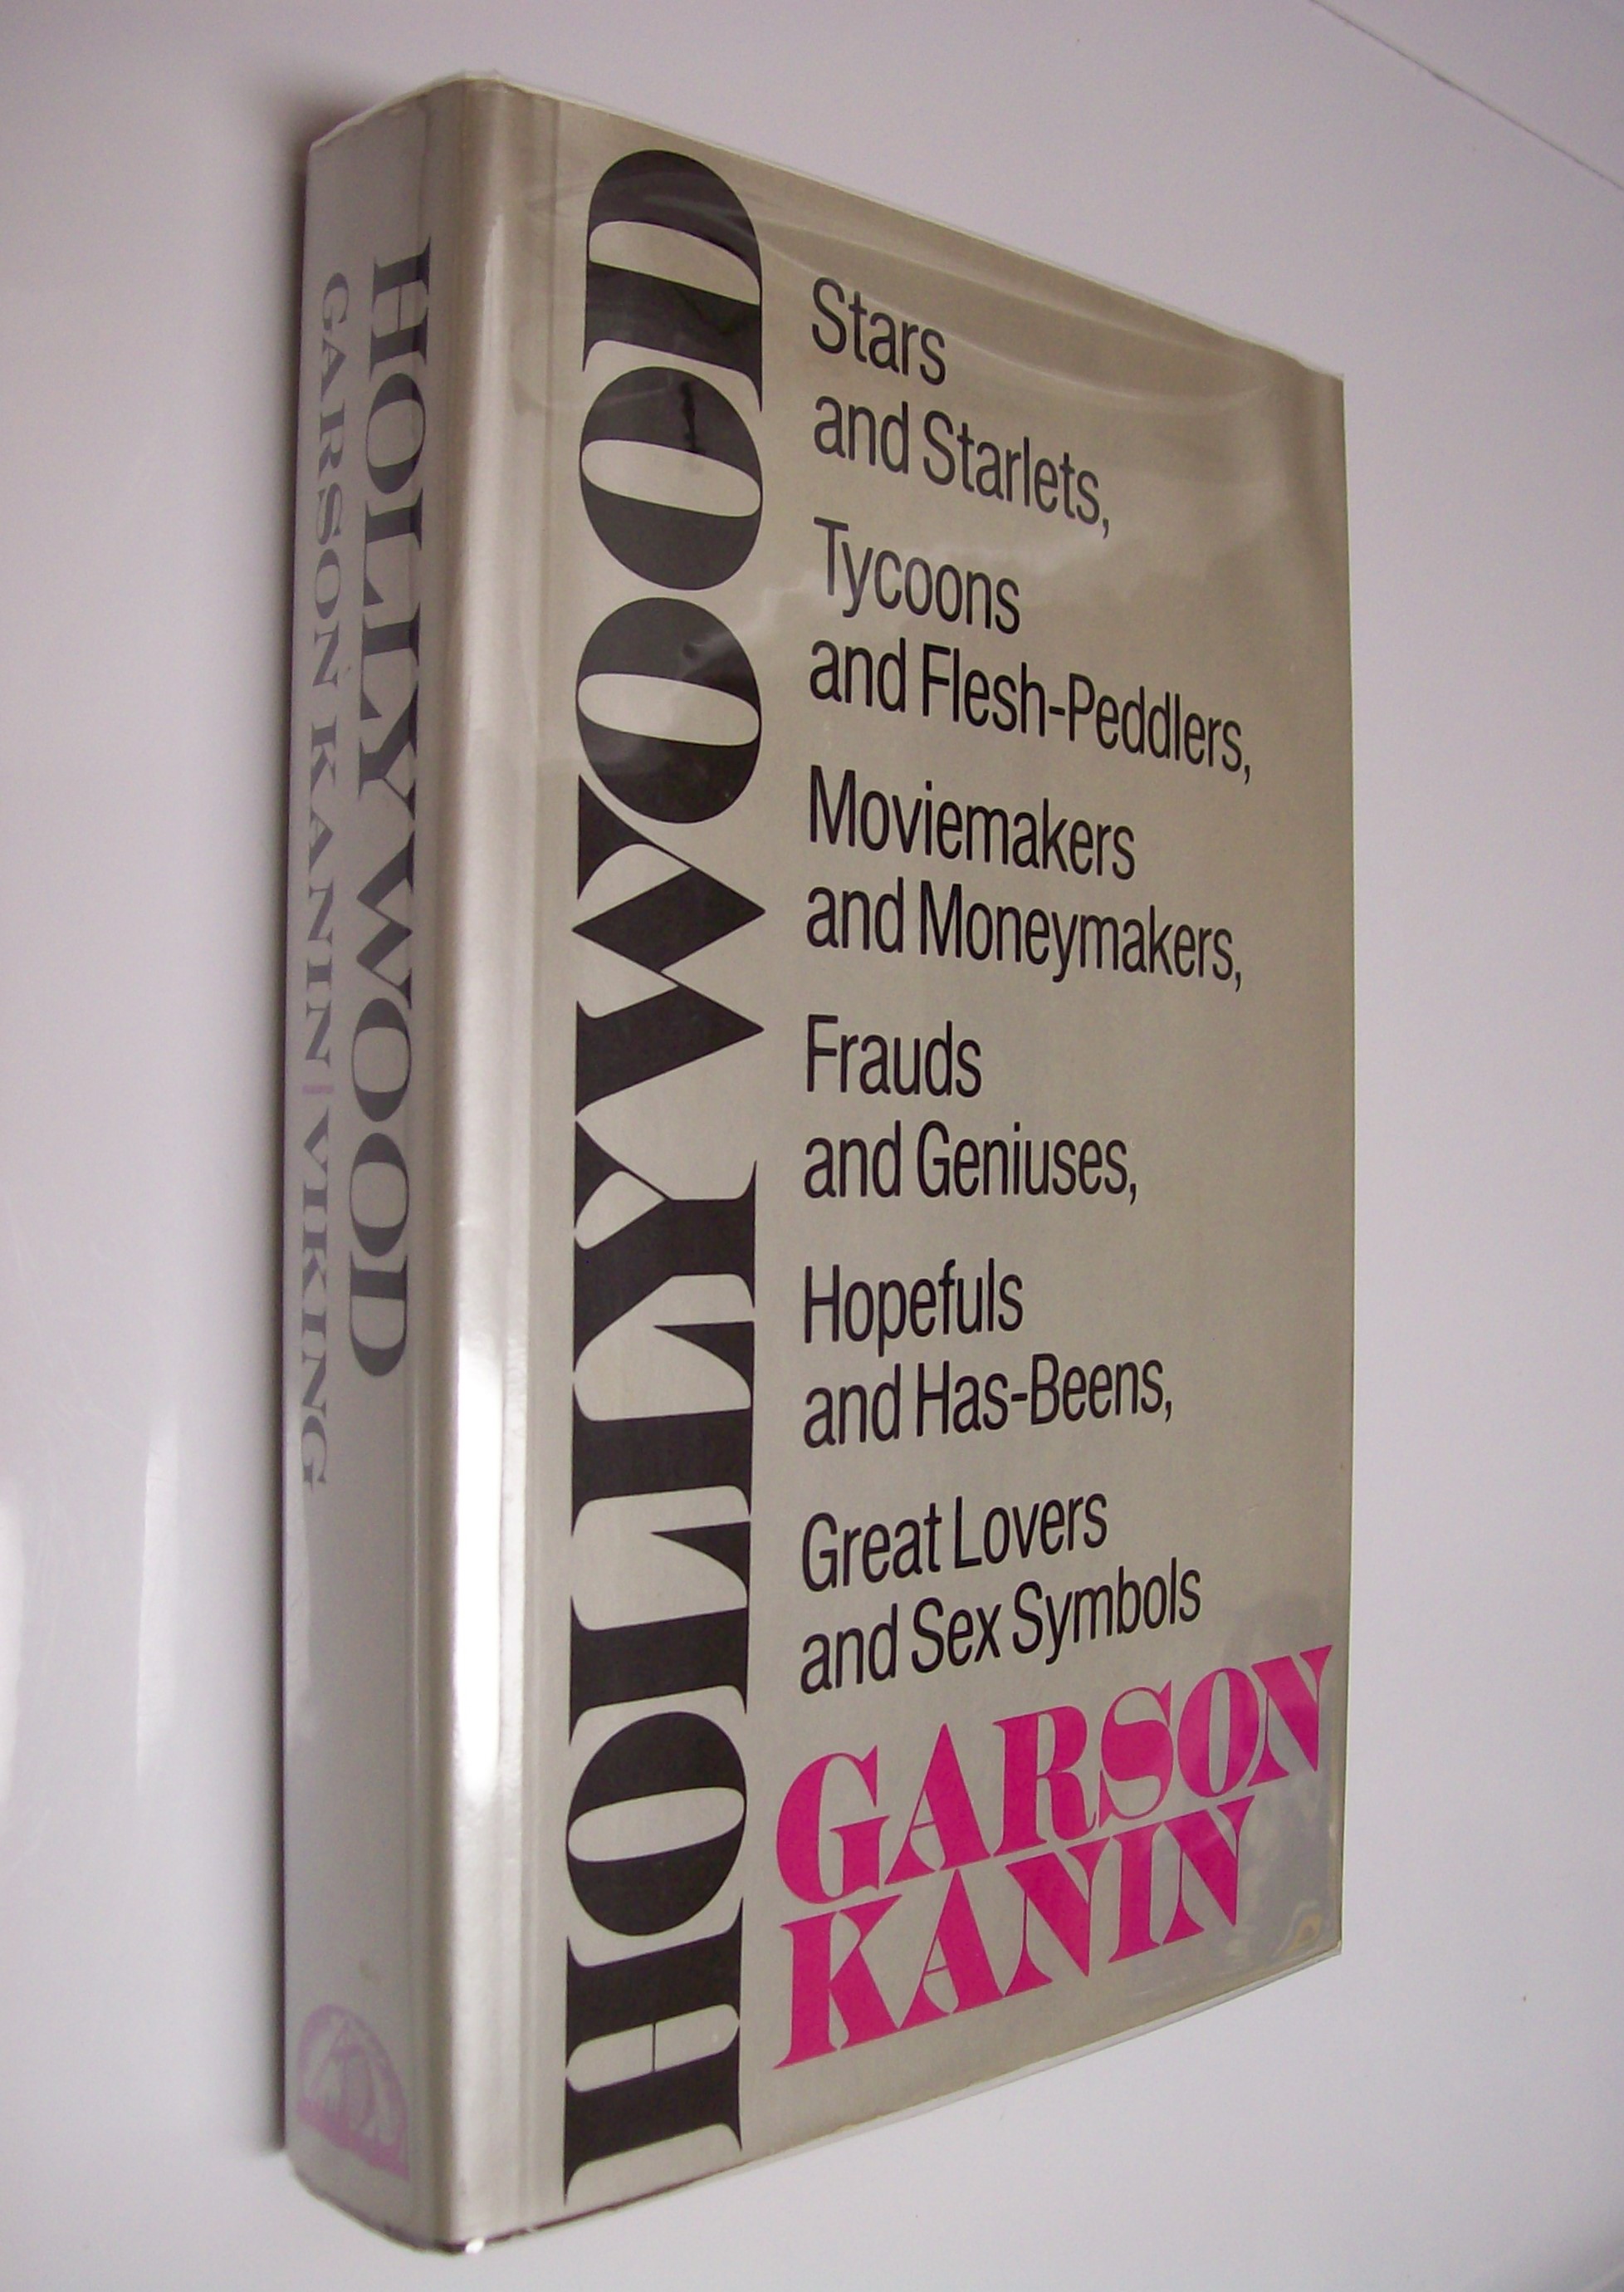 HOLLYWOOD
GARSON KANIN | VIKING
HOLLYWOOD
Stars
and Starlets,
Tycoons
and Flesh-Peddlers,
Moviemakers
and Moneymakers,
Frauds
and Geniuses,
Hopefuls
and Has-Beens,
Great Lovers
and Sex Symbols
GARSON
KANIN